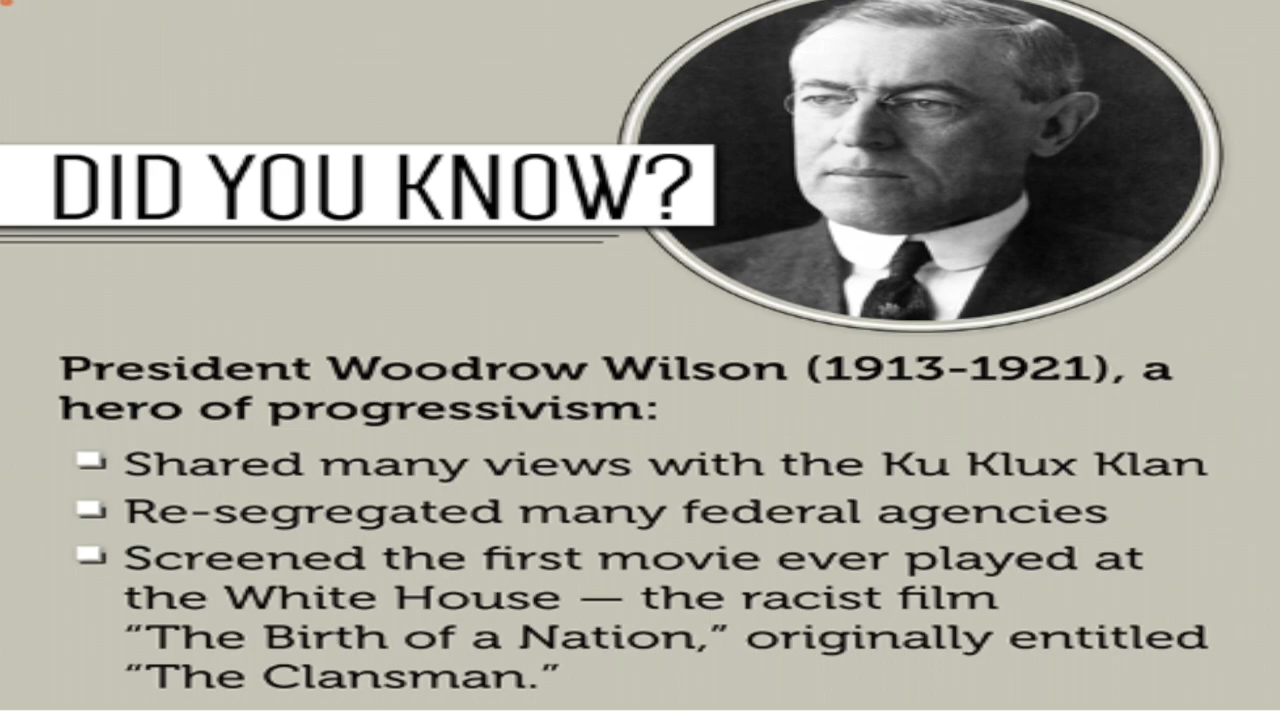 DID YOU KNOW?
President Woodrow Wilson (1913-1921), a
hero of progressivism:
Shared many views with the Ku Klux Klan
Re-segregated many federal agencies
Screened the first movie ever played at
the White House — the racist film
“The Birth of a Nation,” originally entitled
“The Clansman.”